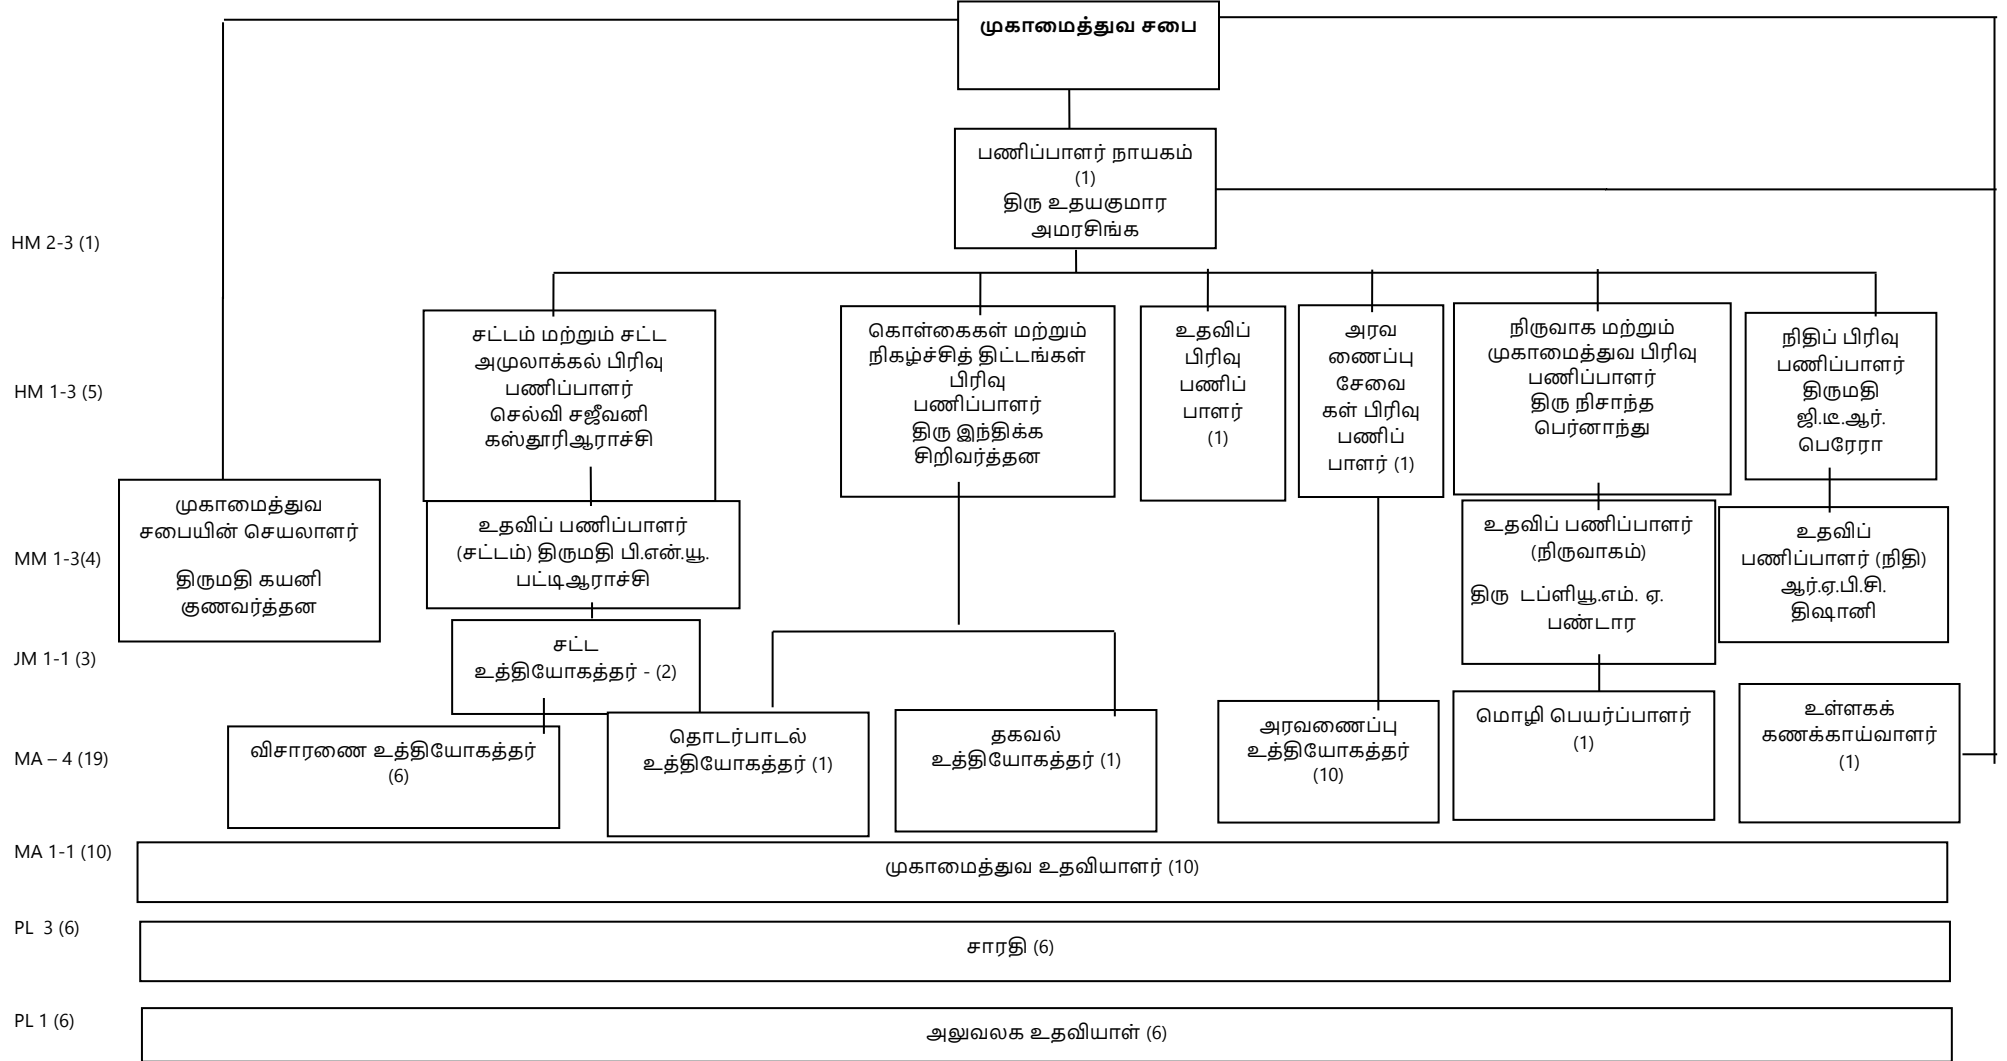 முகாமைத்துவ சபை
பணிப்பாளர் நாயகம்
(1)
திரு உதயகுமார
அமரசிங்க
HM 2-3 (1)
HM 1-3 (5)
சட்டம் மற்றும் சட்ட
அமுலாக்கல் பிரிவு
பணிப்பாளர்
செல்வி சஜீவனி
கஸ்தூரிஆராச்சி
கொள்கைகள் மற்றும்
நிகழ்ச்சித் திட்டங்கள்
பிரிவு
பணிப்பாளர்
திரு இந்திக்க
சிறிவர்த்தன
உதவிப்
பிரிவு
பணிப்
பாளர்
(1)
அரவ
ணைப்பு
சேவை
கள் பிரிவு
பணிப்
பாளர் (1)
நிருவாக மற்றும்
முகாமைத்துவ பிரிவு
பணிப்பாளர்
திரு நிசாந்த
பெர்னாந்து
நிதிப் பிரிவு
பணிப்பாளர்
திருமதி
ஜி.டீ.ஆர்.
பெரேரா
MM 1-3(4)
முகாமைத்துவ
சபையின் செயலாளர்
திருமதி கயனி
குணவர்த்தன
உதவிப் பணிப்பாளர்
(சட்டம்) திருமதி பி.என்.யூ.
பட்டிஆராச்சி
உதவிப் பணிப்பாளர்
(நிருவாகம்)
திரு டப்ளியூ.எம். ஏ.
பண்டார
உதவிப்
பணிப்பாளர் (நிதி)
ஆர்.ஏ.பி.சி.
திஷானி
JM 1-1 (3)
சட்ட
உத்தியோகத்தர் - (2)
MA – 4 (19)
விசாரணை உத்தியோகத்தர்
(6)
தொடர்பாடல்
உத்தியோகத்தர் (1)
தகவல்
உத்தியோகத்தர் (1)
அரவணைப்பு
உத்தியோகத்தர்
(10)
மொழி பெயர்ப்பாளர்
(1)
உள்ளகக்
கணக்காய்வாளர்
(1)
MA 1-1 (10)
முகாமைத்துவ உதவியாளர் (10)
PL 3 (6)
சாரதி (6)
PL 1 (6)
அலுவலக உதவியாள் (6)